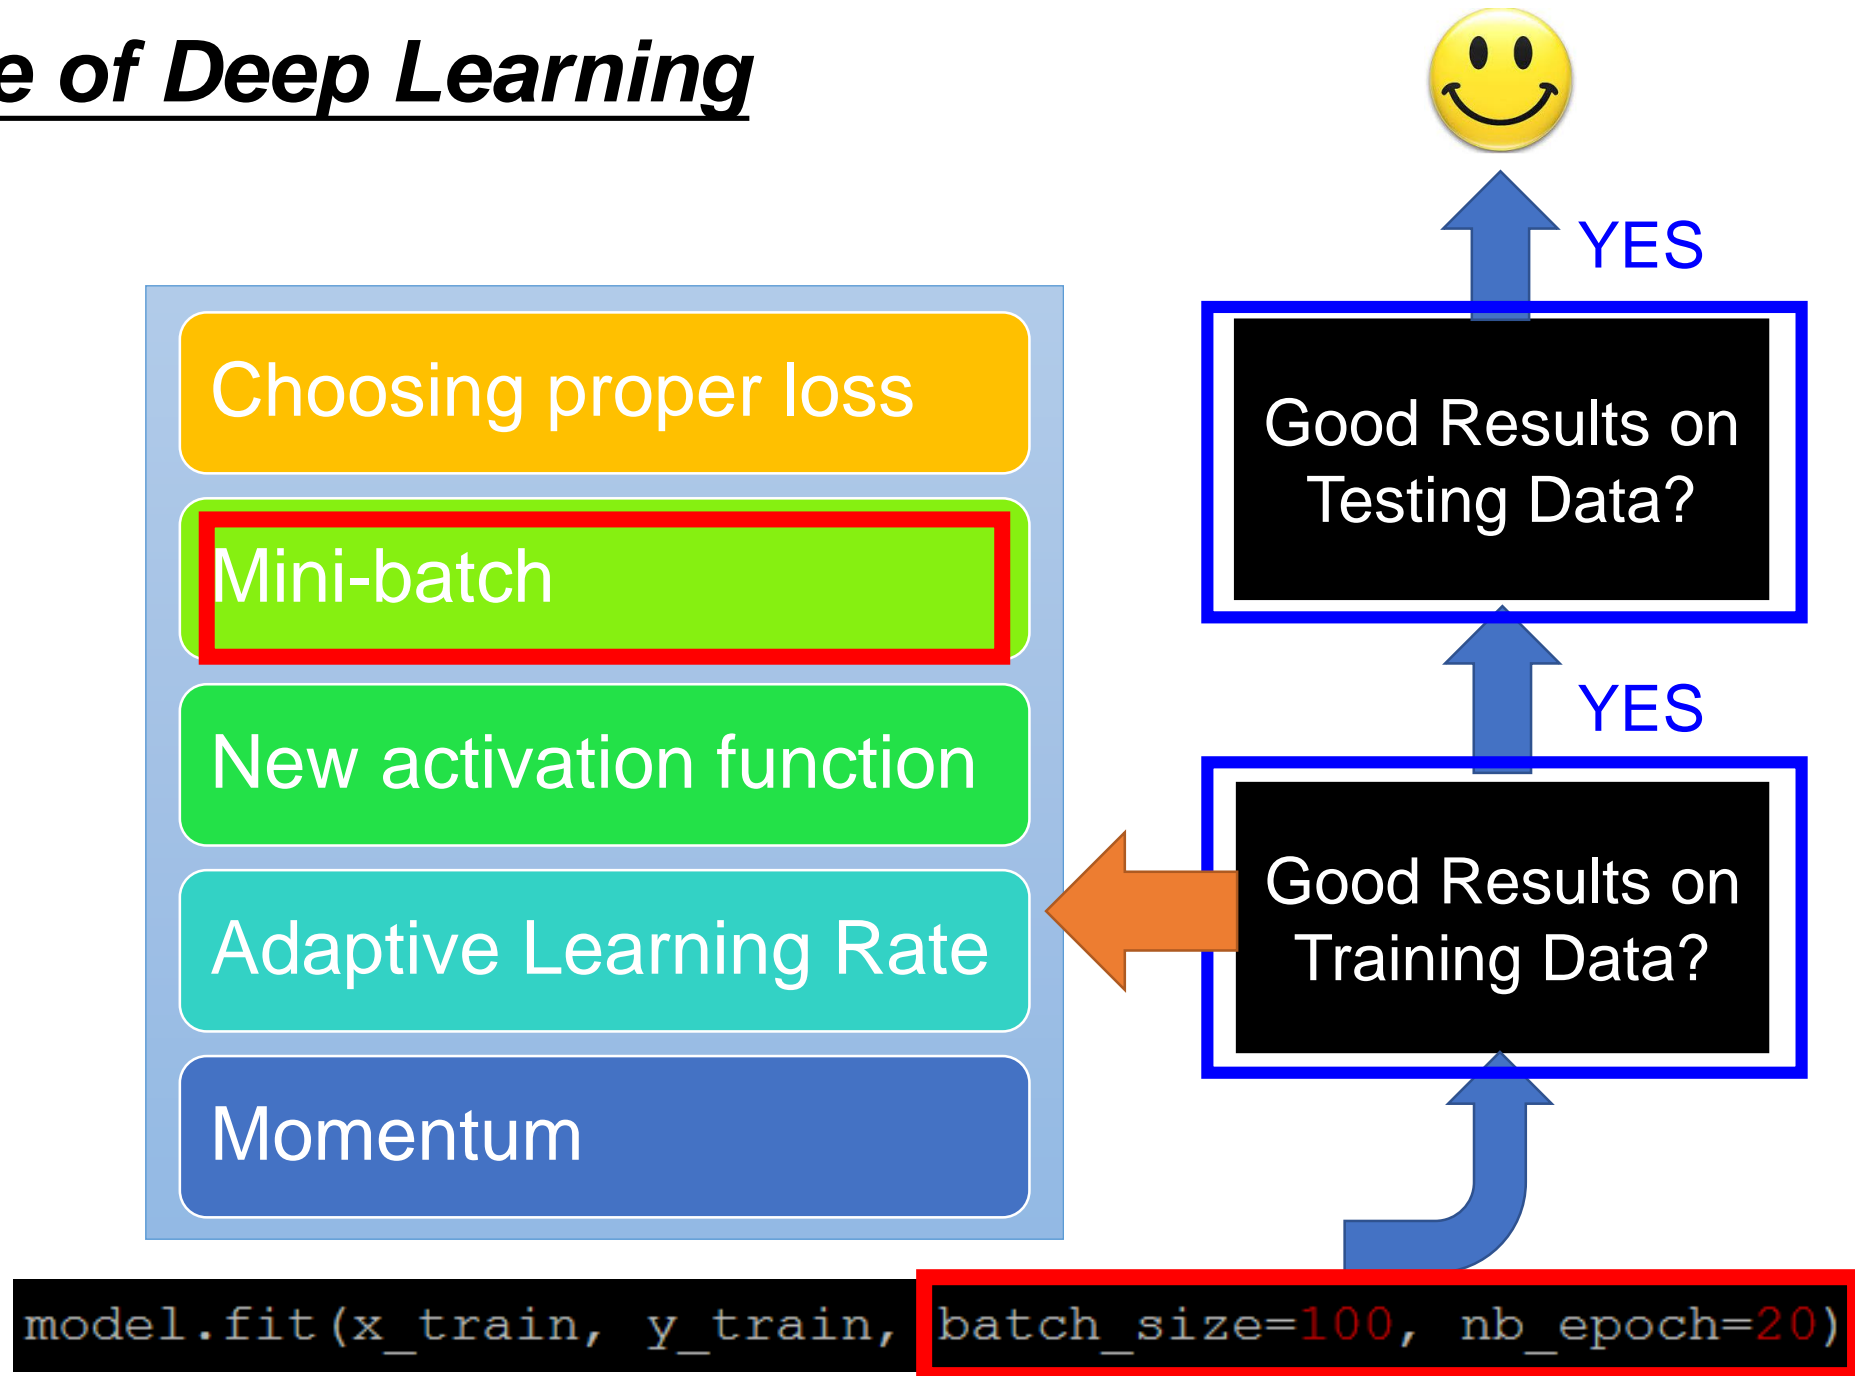 e of Deep Learning
YES
Choosing proper loss
Good Results on
Testing Data?
Mini-batch
YES
New activation function
Good Results on
Training Data?
Adaptive Learning Rate
Momentum
model.fit(x_train, y_train, batch_size=100, nb_epoch=20)